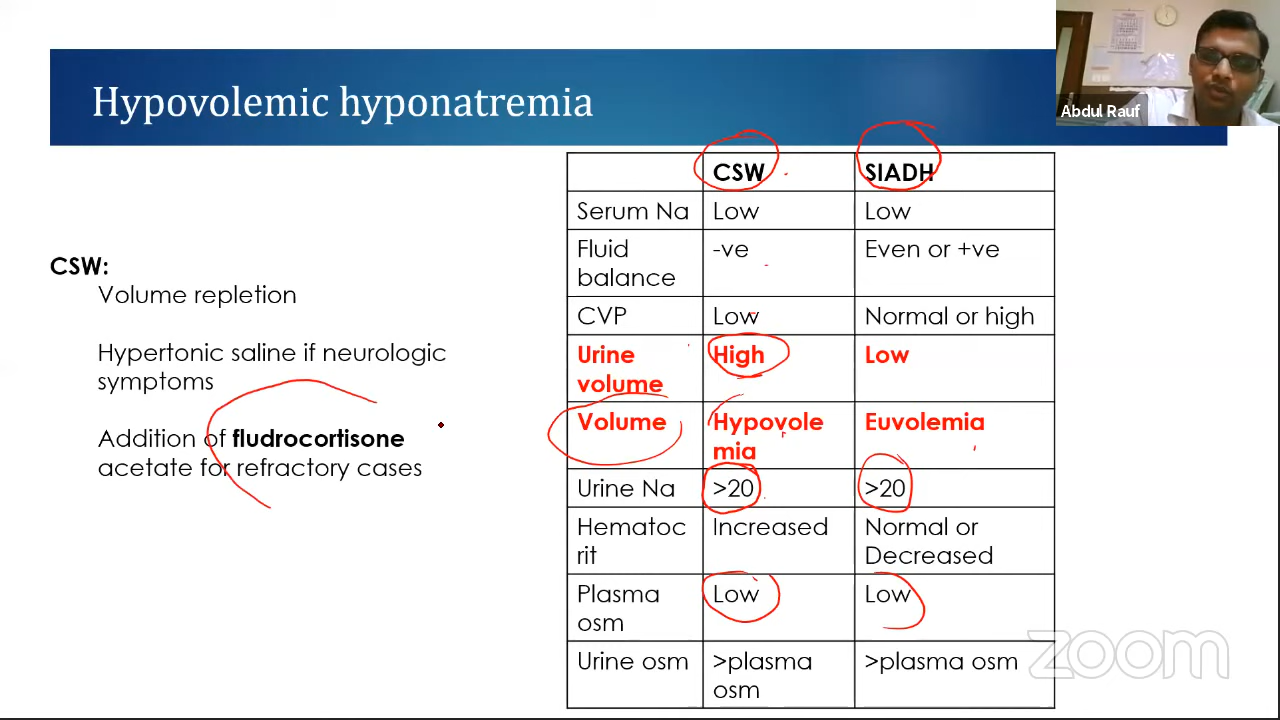 Hypovolemic hyponatremia
Abdul Rauf
CSW:
Volume repletion
Hypertonic saline if neurologic
symptoms
Addition of fludrocortisone
acetate for refractory cases
CSW SIADH
Serum Na Low Low
Fluid -ve Even or +ve
balance
CVP Low Normal or high
Urine High Low
volume
Volume Hypovole Euvolemia
mia
Urine Na >20 >20
Hematoc Increased Normal or
rit Decreased
Plasma Low Low
osm
Urine osm >plasma >plasma osm
osm
zoom